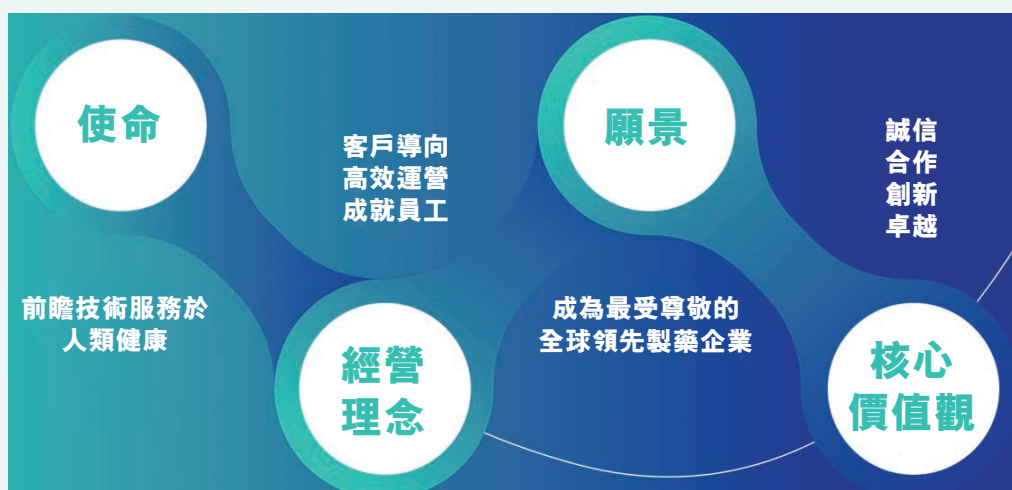 使命
前瞻技術服務於
人類健康
客戶導向
高效運營
成就員工
經營
理念
願景
成為最受尊敬的
全球領先製藥企業
誠信
合作
創新
卓越
核心
價值觀